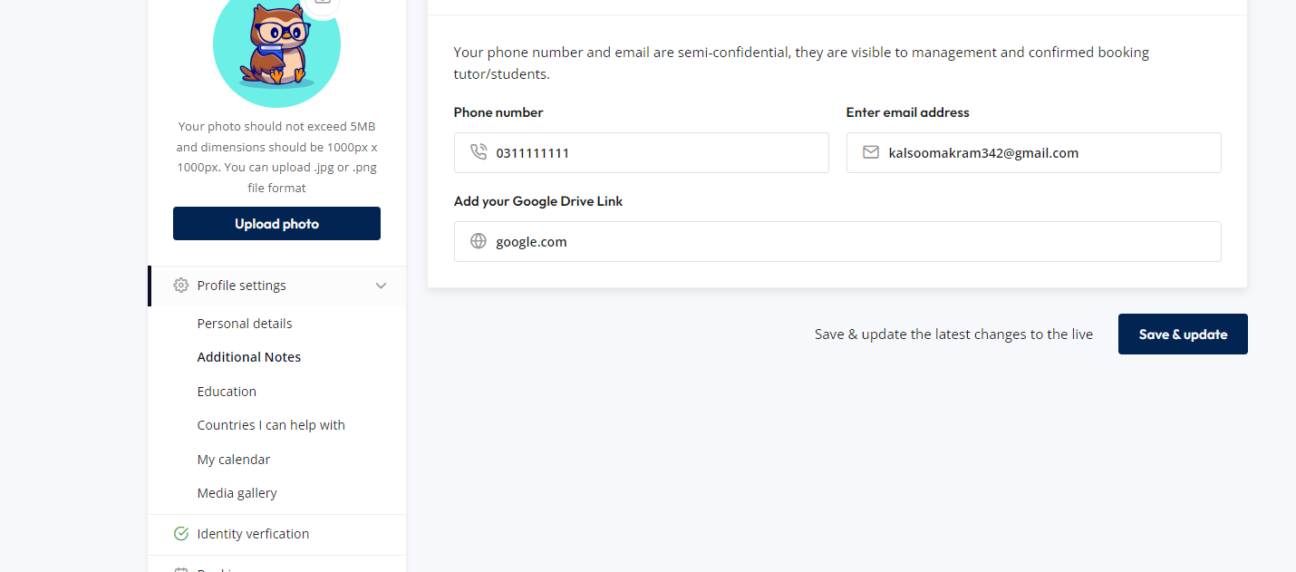 Your photo should not exceed 5MB
and dimensions should be 1000px x
1000px. You can upload .jpg or .png
file format
Upload photo
Profile settings
Personal details
Additional Notes
Education
Countries I can help with
My calendar
Media gallery
Identity verfication
Your phone number and email are semi-confidential, they are visible to management and confirmed booking
tutor/students.
Phone number
Enter email address
0311111111
kalsoomakram342@gmail.com
Add your Google Drive Link
google.com
Save & update the latest changes to the live
Save & update